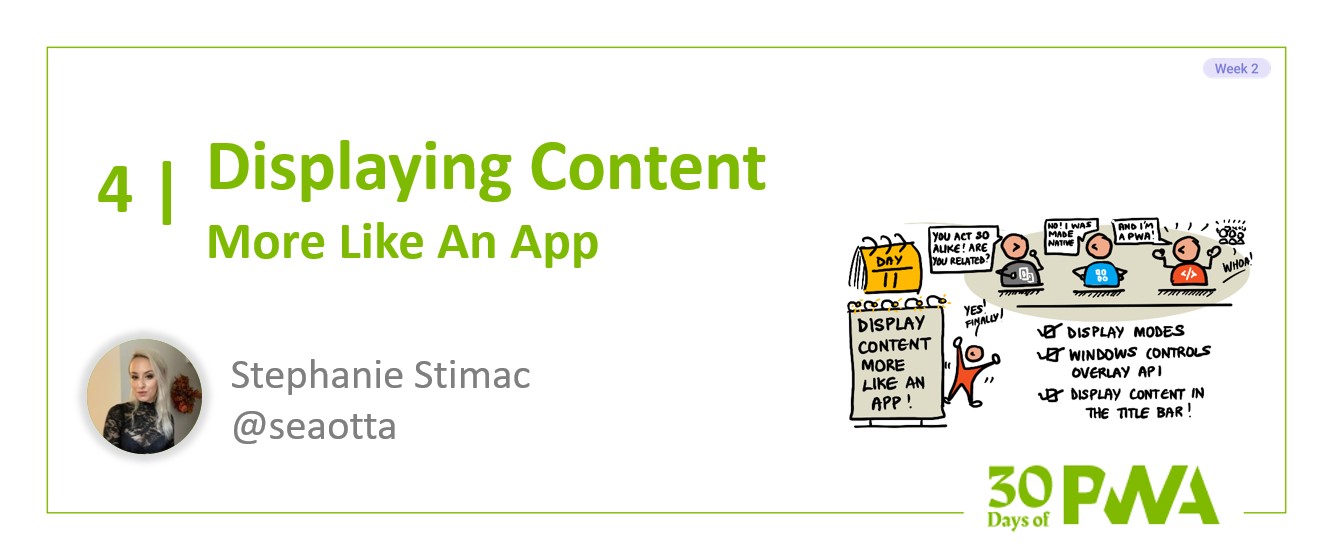 Week 2
4 | Displaying Content
More Like An App
Stephanie Stimac
@seaotta
DAY
11
DISPLAY
CONTENT
MORE
LIKE AN
APP!
YES!
FINALLY!
YOU ACT SO
ALIKE! ARE
YOU RELATED?
NO! I WAS
MADE
NATIVE
AND I'M
A PWA!
WHOA!
</>
DISPLAY MODES
WINDOWS CONTROLS
OVERLAY API
DISPLAY CONTENT IN
THE TITLE BAR!
30
Days of
PWA